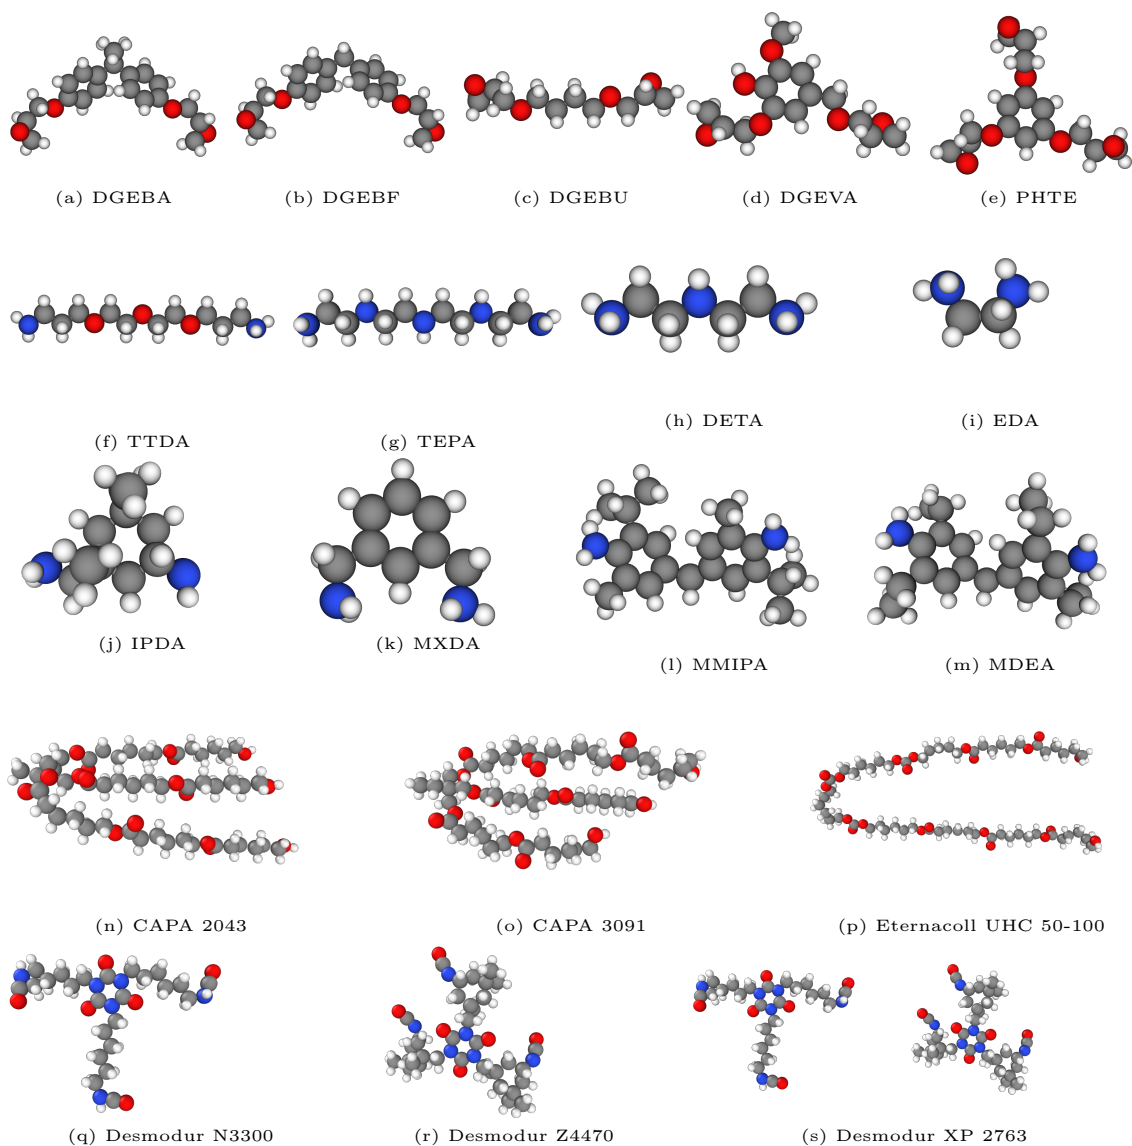 (a) DGEBA
(b) DGEBF
(c) DGEBU
(d) DGEVA
(e) PHTE
(f) TTDA
(g) TEPA
(h) DETA
(i) EDA
(j) IPDA
(k) MXDA
(l) MMIPA
(m) MDEA
(n) CAPA 2043
(o) CAPA 3091
(p) Eternacoll UHC 50-100
(q) Desmodur N3300
(r) Desmodur Z4470
(s) Desmodur XP 2763